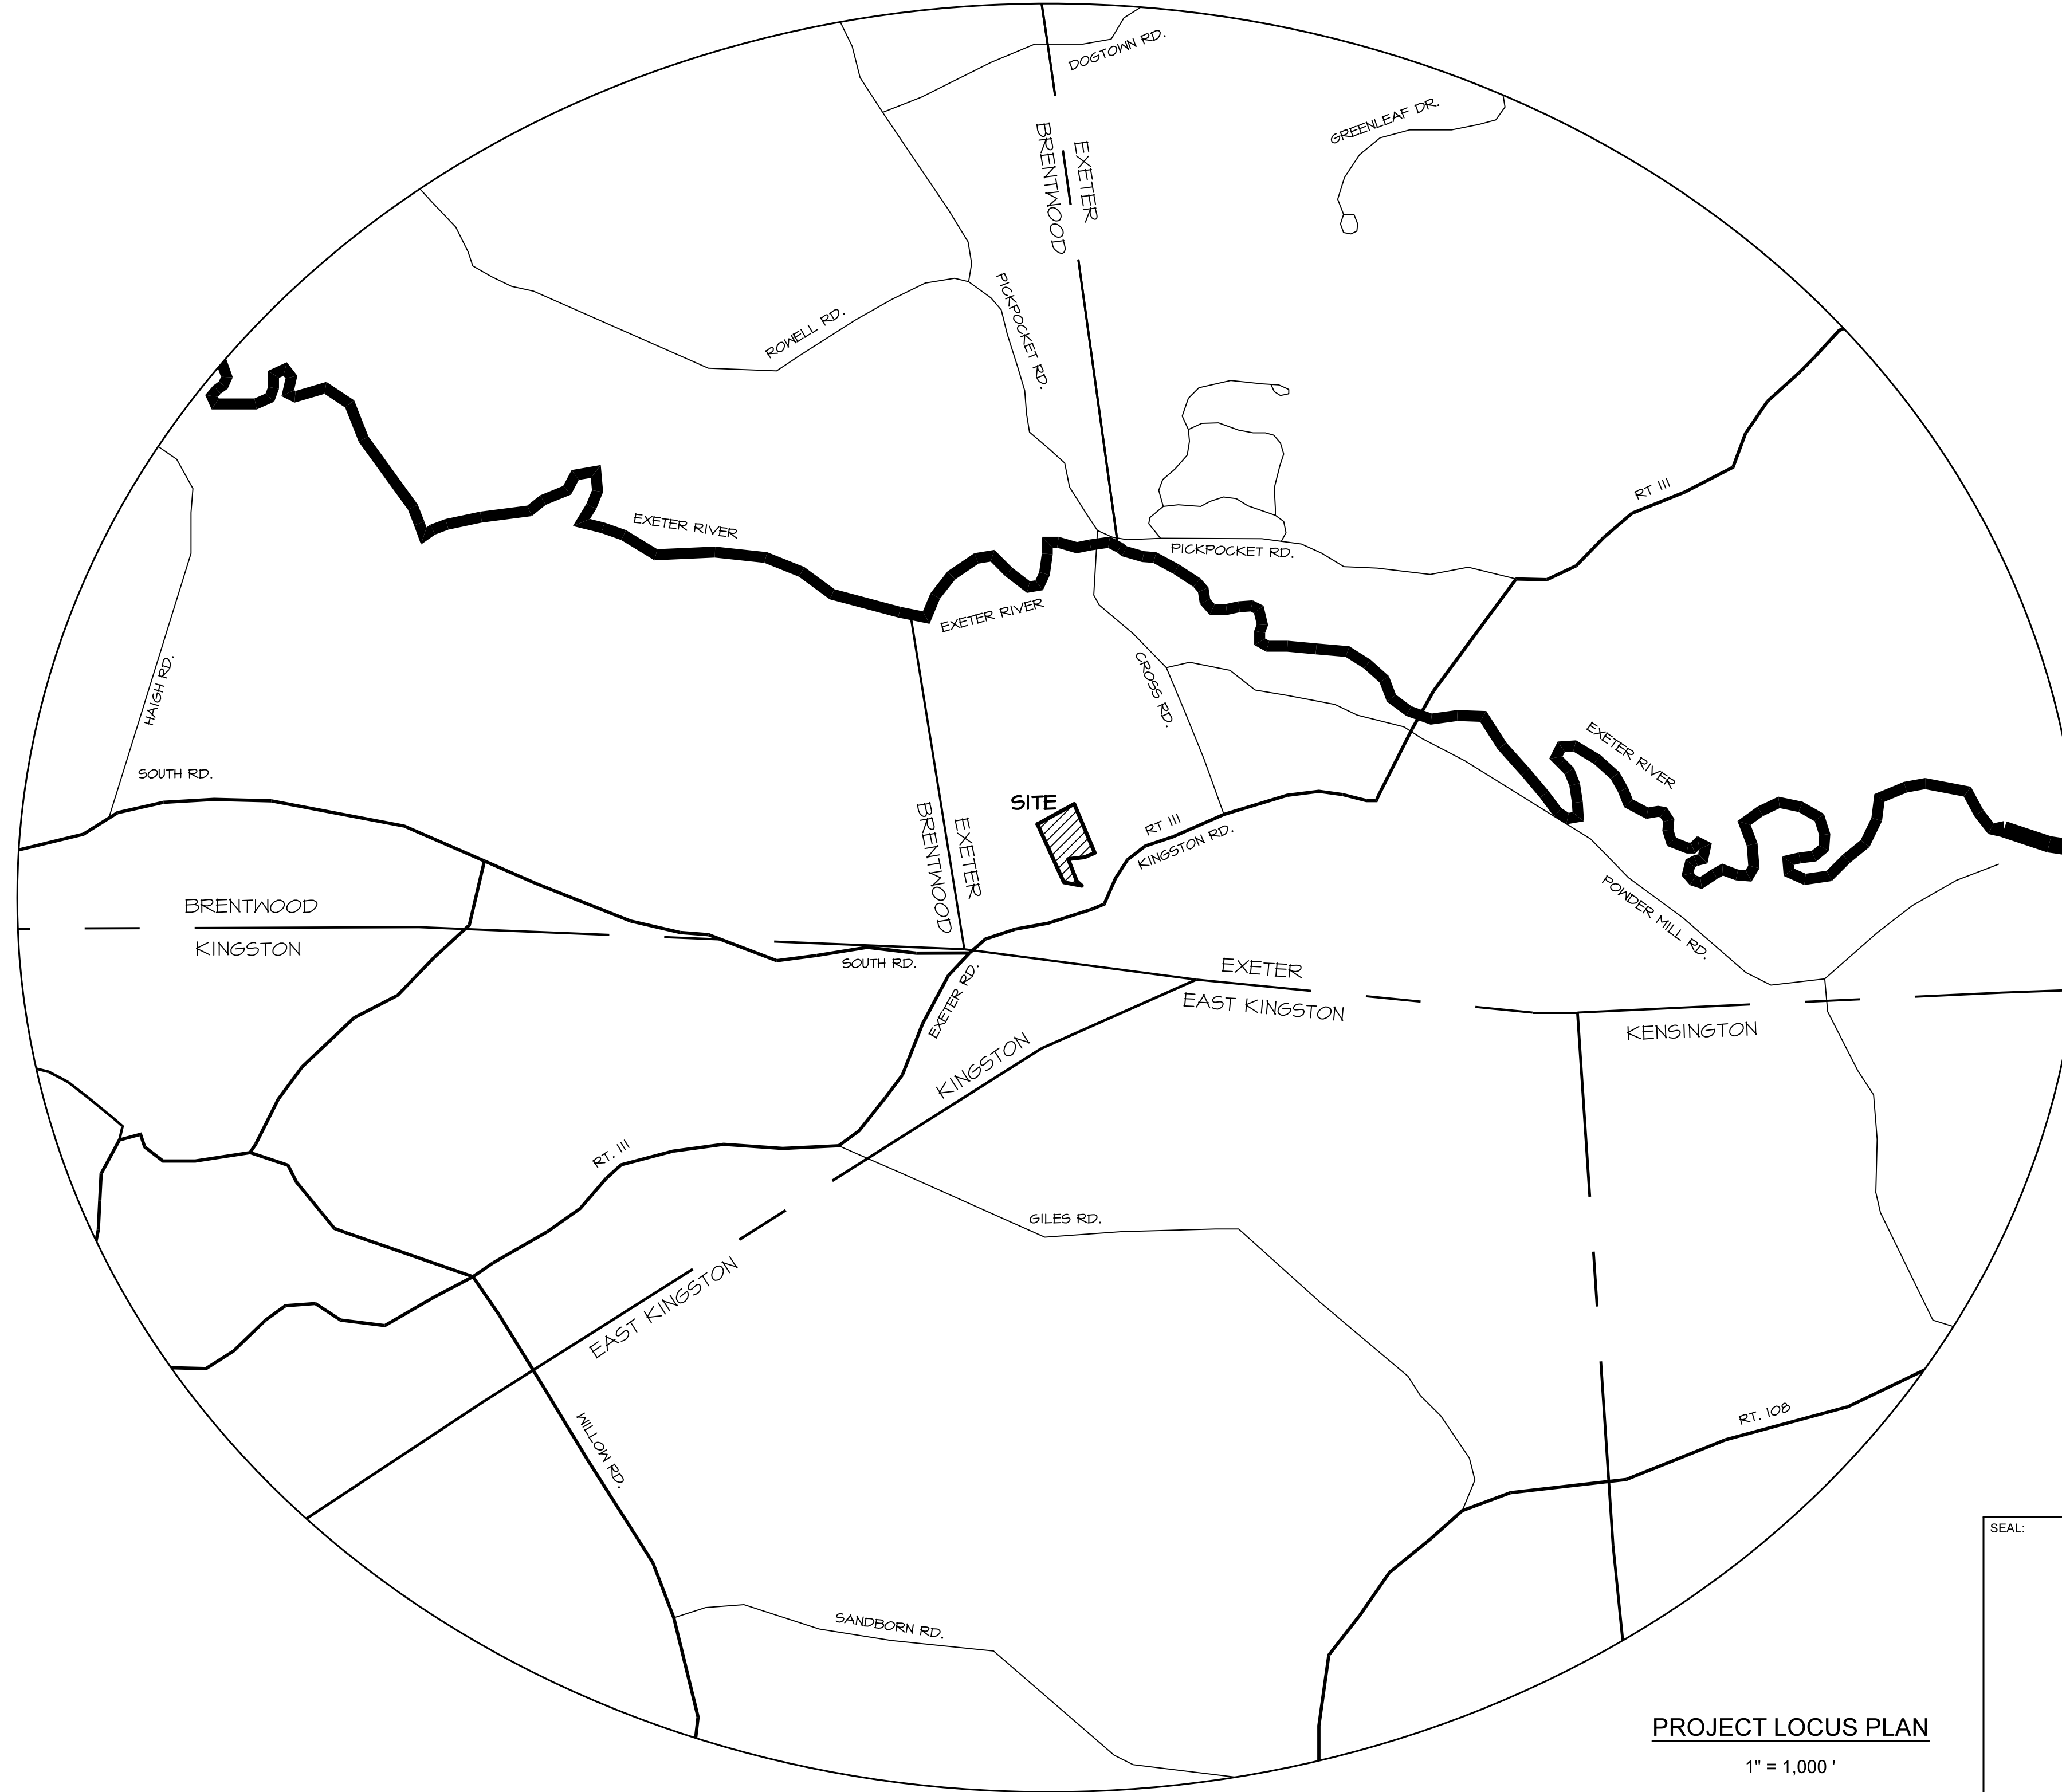 DOGTOWN RD.
GREENLEAF DR.
BRENTWOOD
EXETER
PICKPOCKET RD.
ROWELL RD.
RT 111
EXETER RIVER
PICKPOCKET RD.
EXETER RIVER
CROSS RD.
HAIGH RD.
EXETER RIVER
SOUTH RD.
SITE
BRENTWOOD
EXETER
RT 111
KINGSTON RD.
POWDER MILL RD.
BRENTWOOD
KINGSTON
SOUTH RD.
EXETER RD.
EXETER
EAST KINGSTON
KENSINGTON
KINGSTON
RT. 111
GILES RD.
EAST KINGSTON
WILLOW RD.
RT. 108
SANDBORN RD.
SEAL:
PROJECT LOCUS PLAN
1" = 1,000 '